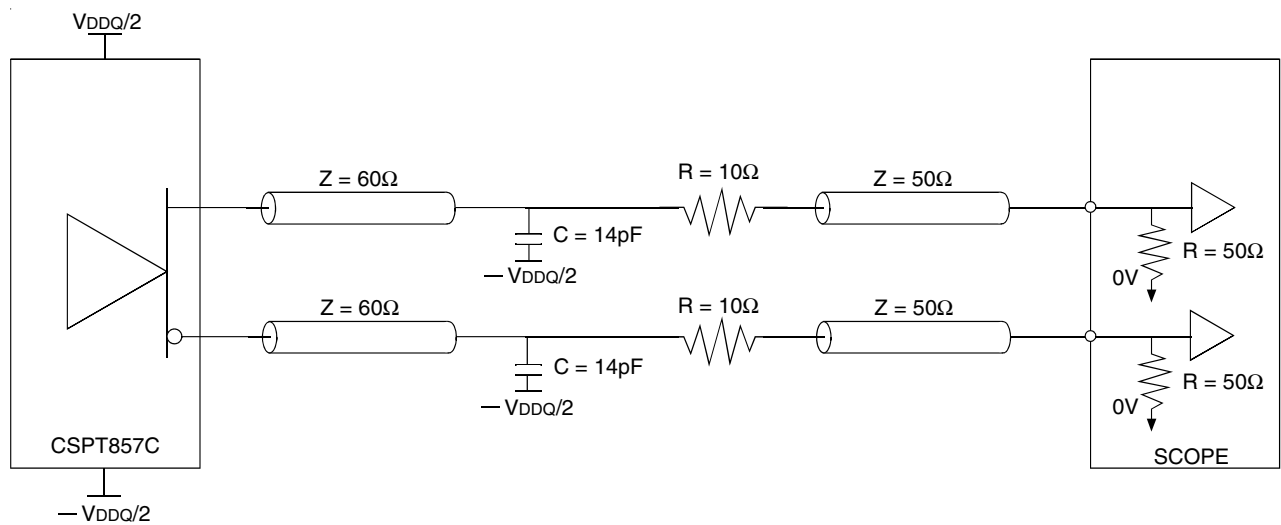 VDDQ/2
Z = 60Ω
R = 10Ω
Z = 50Ω
C = 14pF
— VDDQ/2
R = 50Ω
0V
Z = 60Ω
R = 10Ω
Z = 50Ω
C = 14pF
— VDDQ/2
R = 50Ω
0V
CSPT857C
SCOPE
— VDDQ/2